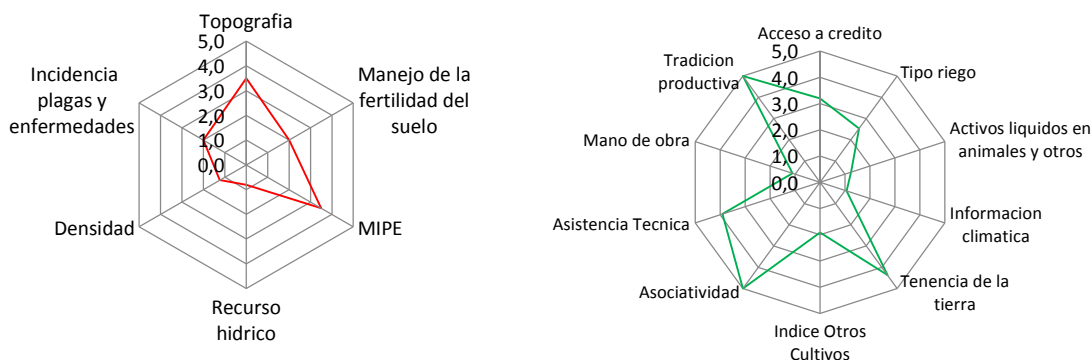 Topografia
5,0
4,0
3,0
2,0
1,0
0,0
Manejo de la
fertilidad del
suelo
MIPE
Recurso
hidrico
Densidad
Incidencia
plagas y
enfermedades
Acceso a credito
5,0
4,0
3,0
2,0
1,0
0,0
Tipo riego
Activos liquidos en
animales y otros
Informacion
climatica
Tenencia de la
tierra
Indice Otros
Cultivos
Asociatividad
Asistencia Tecnica
Mano de obra
Tradicion
productiva